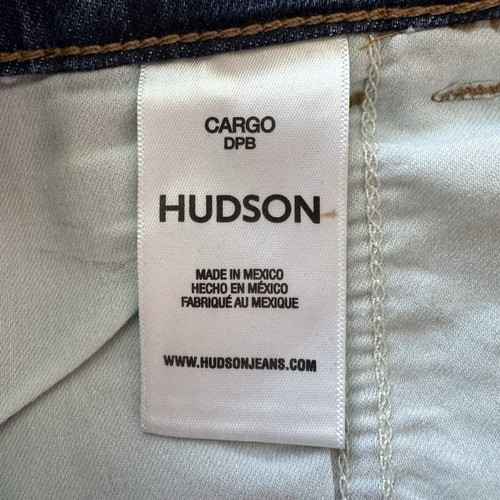 CARGO
DPB
HUDSON
MADE IN MEXICO
HECHO EN MÉXICO
FABRIQUÉ AU MEXIQUE
WWW.HUDSONJEANS.COM